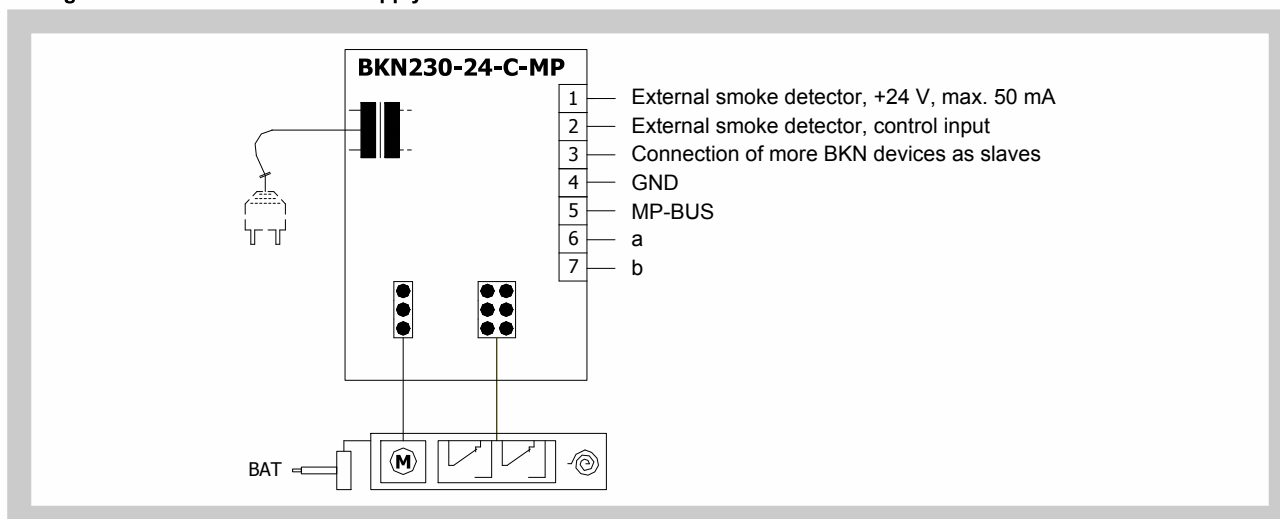 BKN230-24-C-MP
1 External smoke detector, +24 V, max. 50 mA
2 External smoke detector, control input
3 Connection of more BKN devices as slaves
4 GND
5 MP-BUS
6 a
7 b
BAT
M